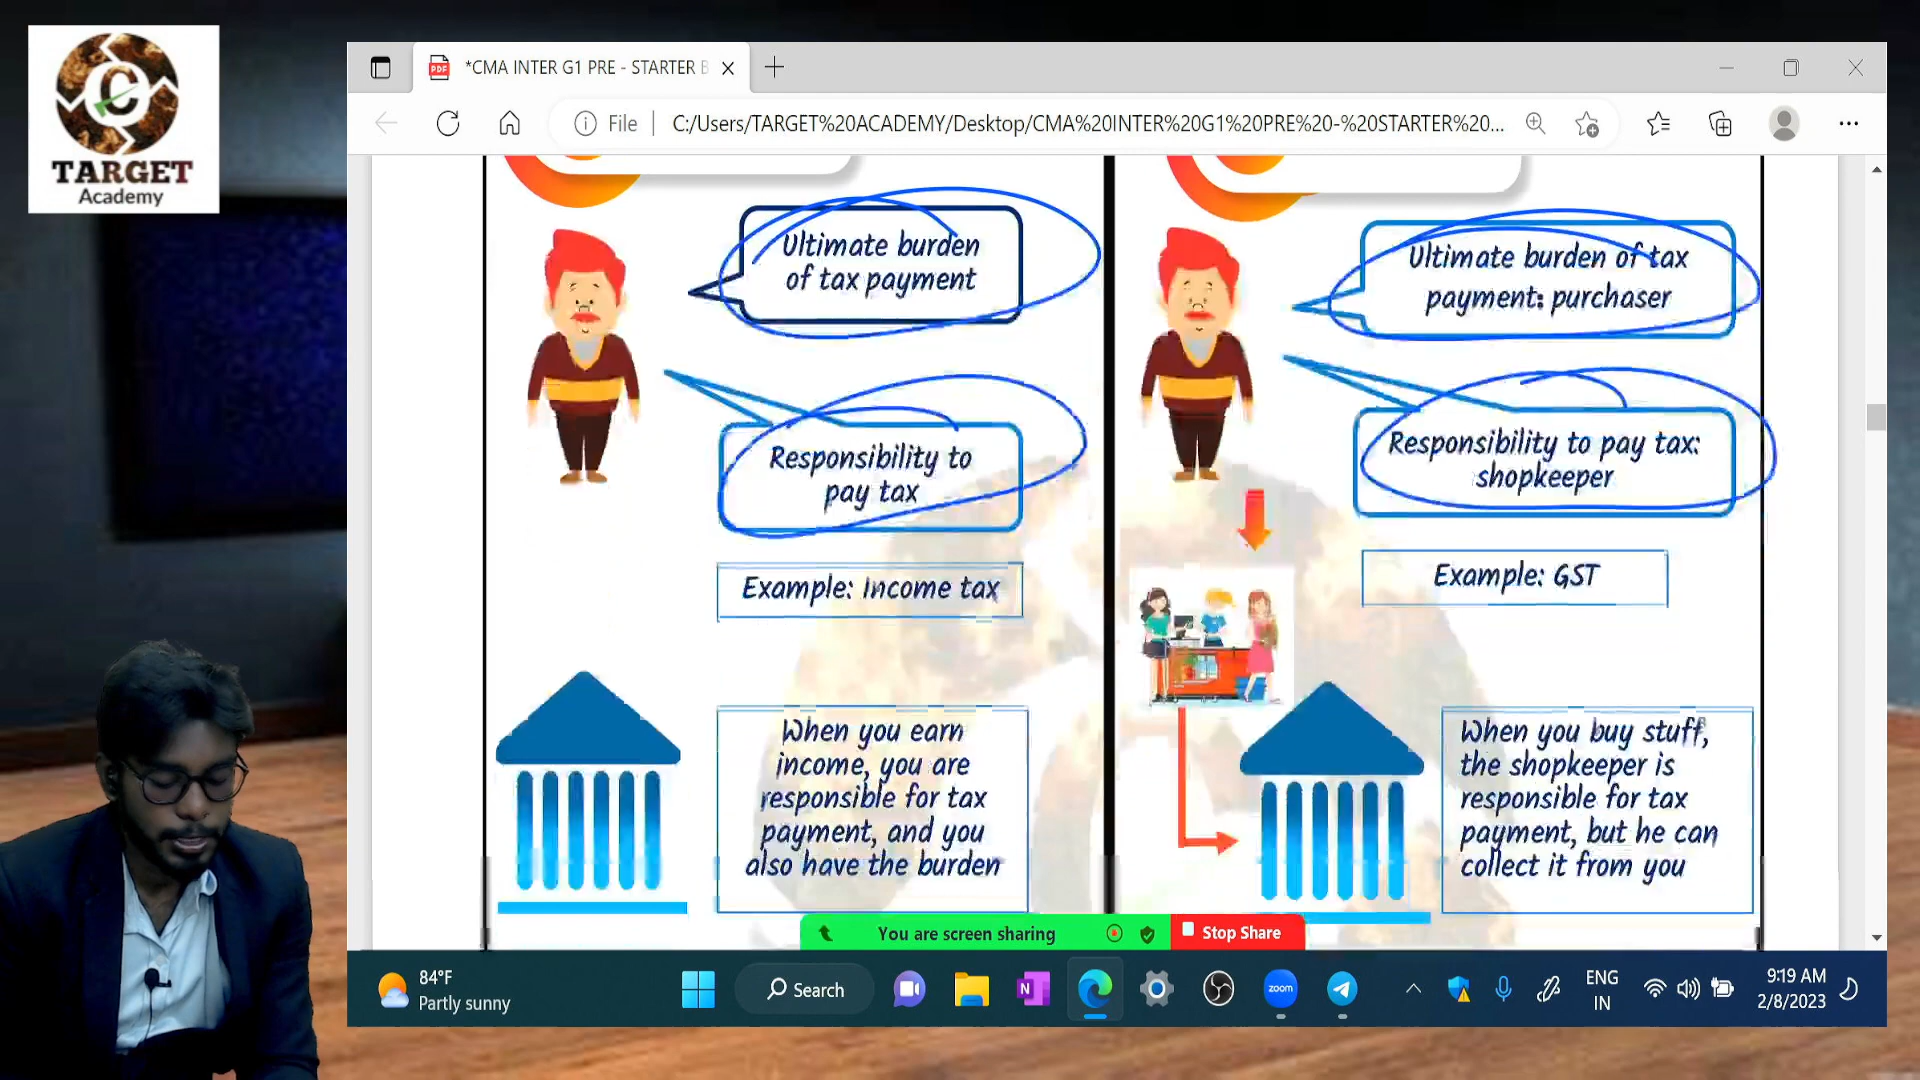 TARGET
Academy
*CMA INTER G1 PRE - STARTER B
File
C:/Users/TARGET%20ACADEMY/Desktop/CMA%20INTER%20G1%20PRE%20-%20STARTER%20...
Ultimate burden
of tax payment
Responsibility to
pay tax
Example: Income tax
When you earn
income, you are
responsible for tax
payment, and you
also have the burden
Ultimate burden of tax
payment: purchaser
Responsibility to pay tax:
shopkeeper
Example: GST
When you buy stuff,
the shopkeeper is
responsible for tax
payment, but he can
collect it from you
You are screen sharing
Stop Share
84°F
Partly sunny
Search
N
zoom
ENG
IN
9:19 AM
2/8/2023